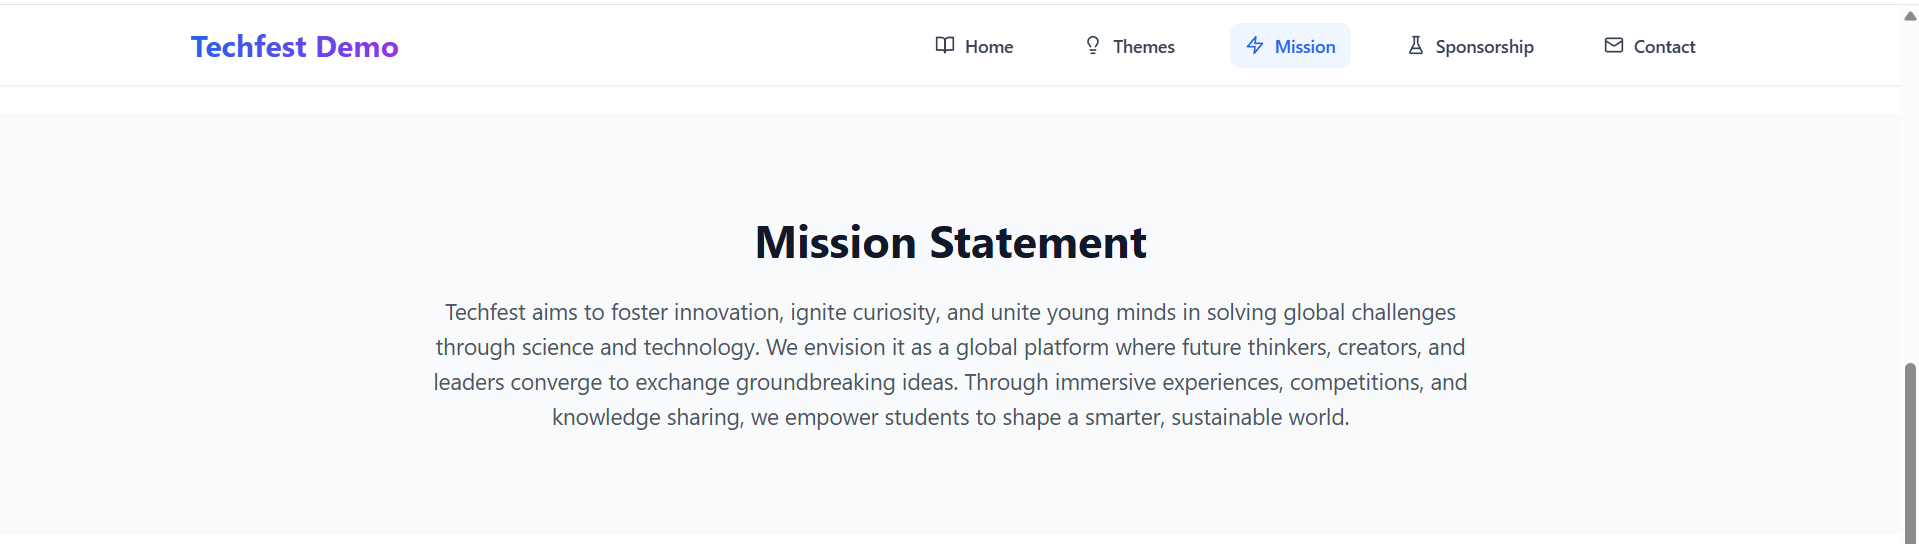 Techfest Demo
Home
Themes
Mission
Sponsorship
Contact
Mission Statement
Techfest aims to foster innovation, ignite curiosity, and unite young minds in solving global challenges
through science and technology. We envision it as a global platform where future thinkers, creators, and
leaders converge to exchange groundbreaking ideas. Through immersive experiences, competitions, and
knowledge sharing, we empower students to shape a smarter, sustainable world.